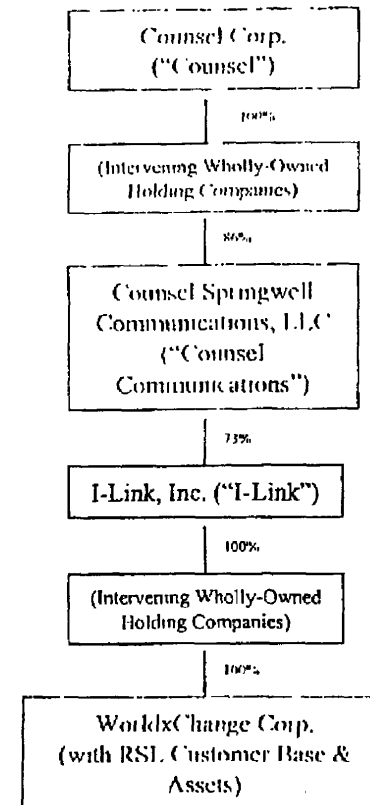 Counsel Corp.
("Counsel")
100%
(Intervening Wholly-Owned
Holding Companies)
86%
Counsel Springwell
Communications, LLC
("Counsel
Communications")
73%
I-Link, Inc. ("I-Link")
100%
(Intervening Wholly-Owned
Holding Companies)
100%
WorldxChange Corp.
(with RSL Customer Base &
Assets)